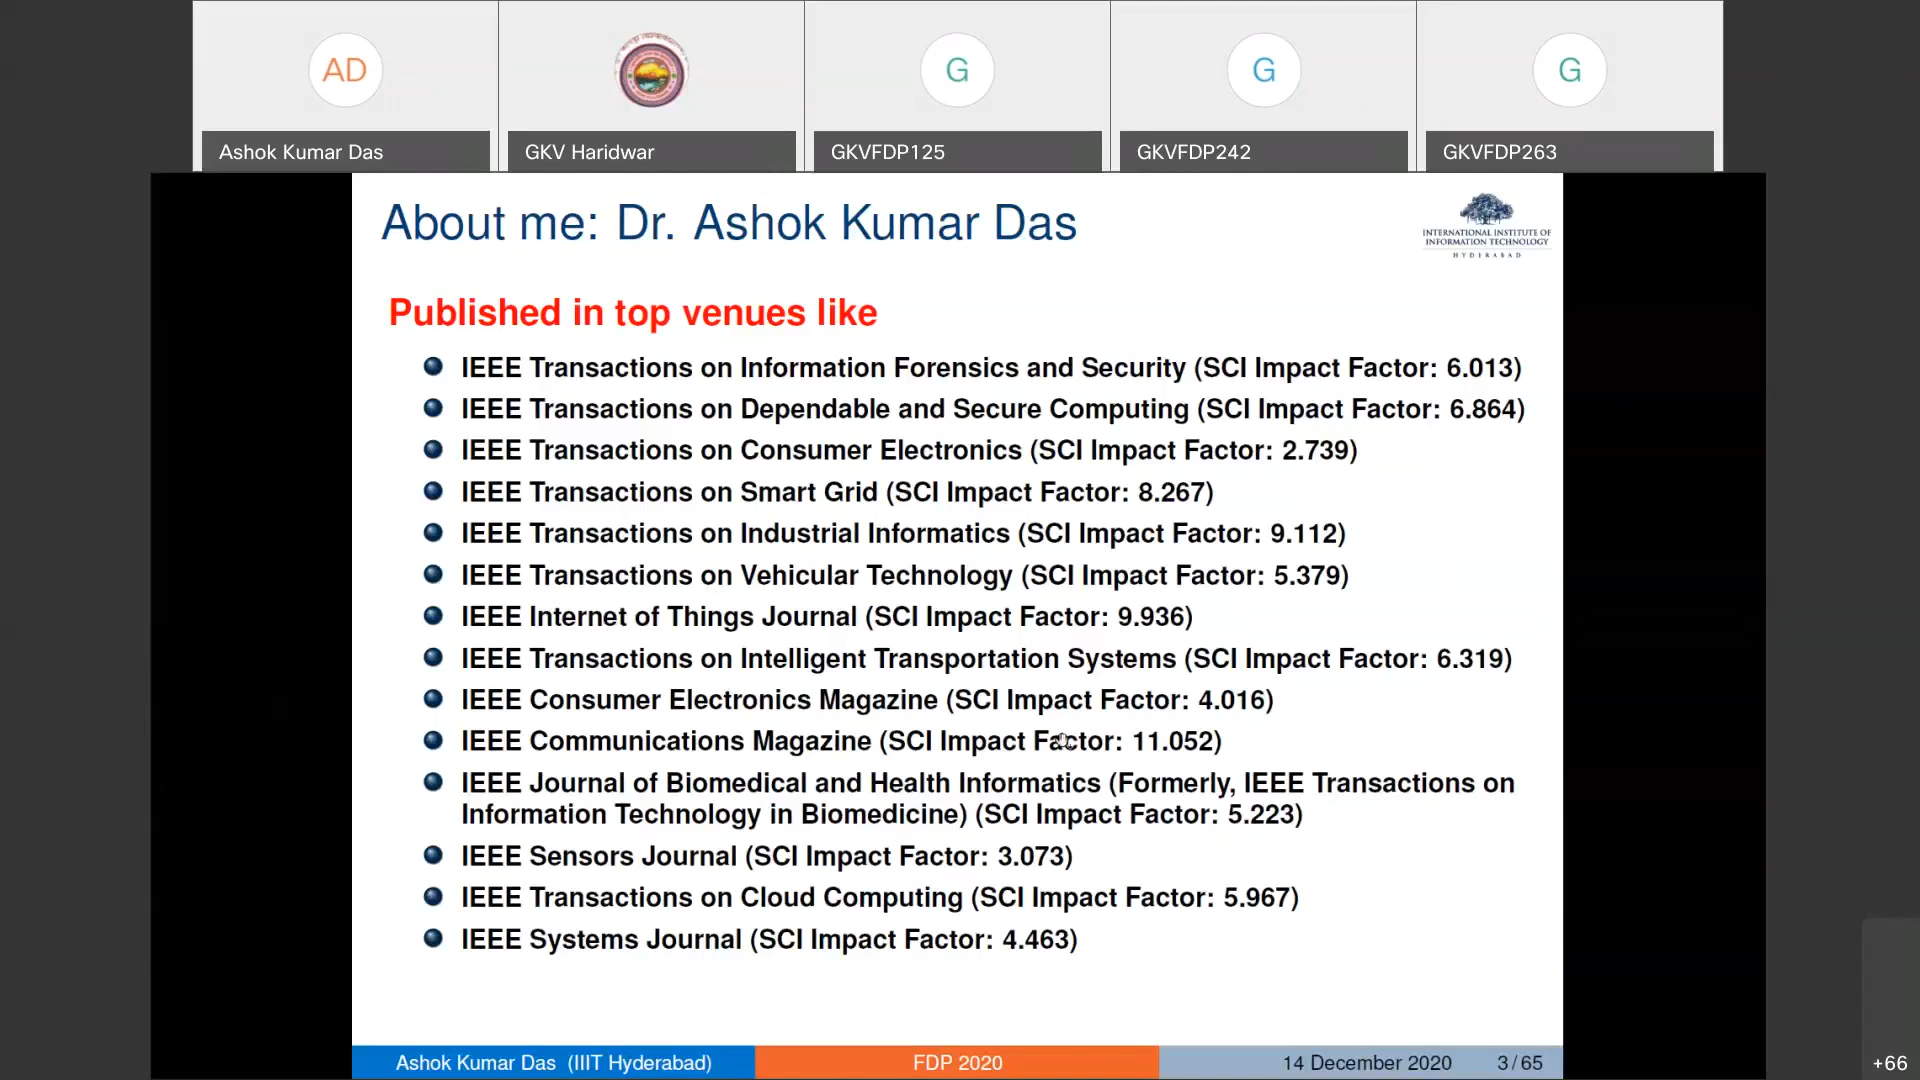 AD
G
G
G
Ashok Kumar Das
GKV Haridwar
GKVFDP125
GKVFDP242
GKVFDP263
About me: Dr. Ashok Kumar Das
INTERNATIONAL INSTITUTE OF
INFORMATION TECHNOLOGY
HYDERABAD
Published in top venues like
IEEE Transactions on Information Forensics and Security (SCI Impact Factor: 6.013)
IEEE Transactions on Dependable and Secure Computing (SCI Impact Factor: 6.864)
IEEE Transactions on Consumer Electronics (SCI Impact Factor: 2.739)
IEEE Transactions on Smart Grid (SCI Impact Factor: 8.267)
IEEE Transactions on Industrial Informatics (SCI Impact Factor: 9.112)
IEEE Transactions on Vehicular Technology (SCI Impact Factor: 5.379)
IEEE Internet of Things Journal (SCI Impact Factor: 9.936)
IEEE Transactions on Intelligent Transportation Systems (SCI Impact Factor: 6.319)
IEEE Consumer Electronics Magazine (SCI Impact Factor: 4.016)
IEEE Communications Magazine (SCI Impact Factor: 11.052)
IEEE Journal of Biomedical and Health Informatics (Formerly, IEEE Transactions on
Information Technology in Biomedicine) (SCI Impact Factor: 5.223)
IEEE Sensors Journal (SCI Impact Factor: 3.073)
IEEE Transactions on Cloud Computing (SCI Impact Factor: 5.967)
IEEE Systems Journal (SCI Impact Factor: 4.463)
Ashok Kumar Das (IIIT Hyderabad)
FDP 2020
14 December 2020
3 / 65
+66